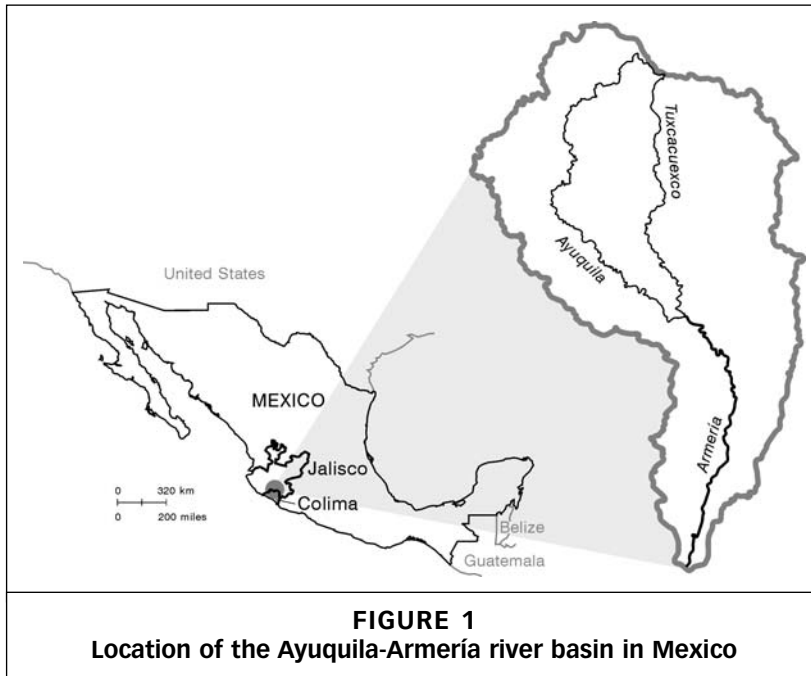 United States
MEXICO
Jalisco
Colima
0 320 km
0 200 miles
Belize
Guatemala
Tuxcacuexco
Ayuquila
Armería
FIGURE 1
Location of the Ayuquila-Armería river basin in Mexico